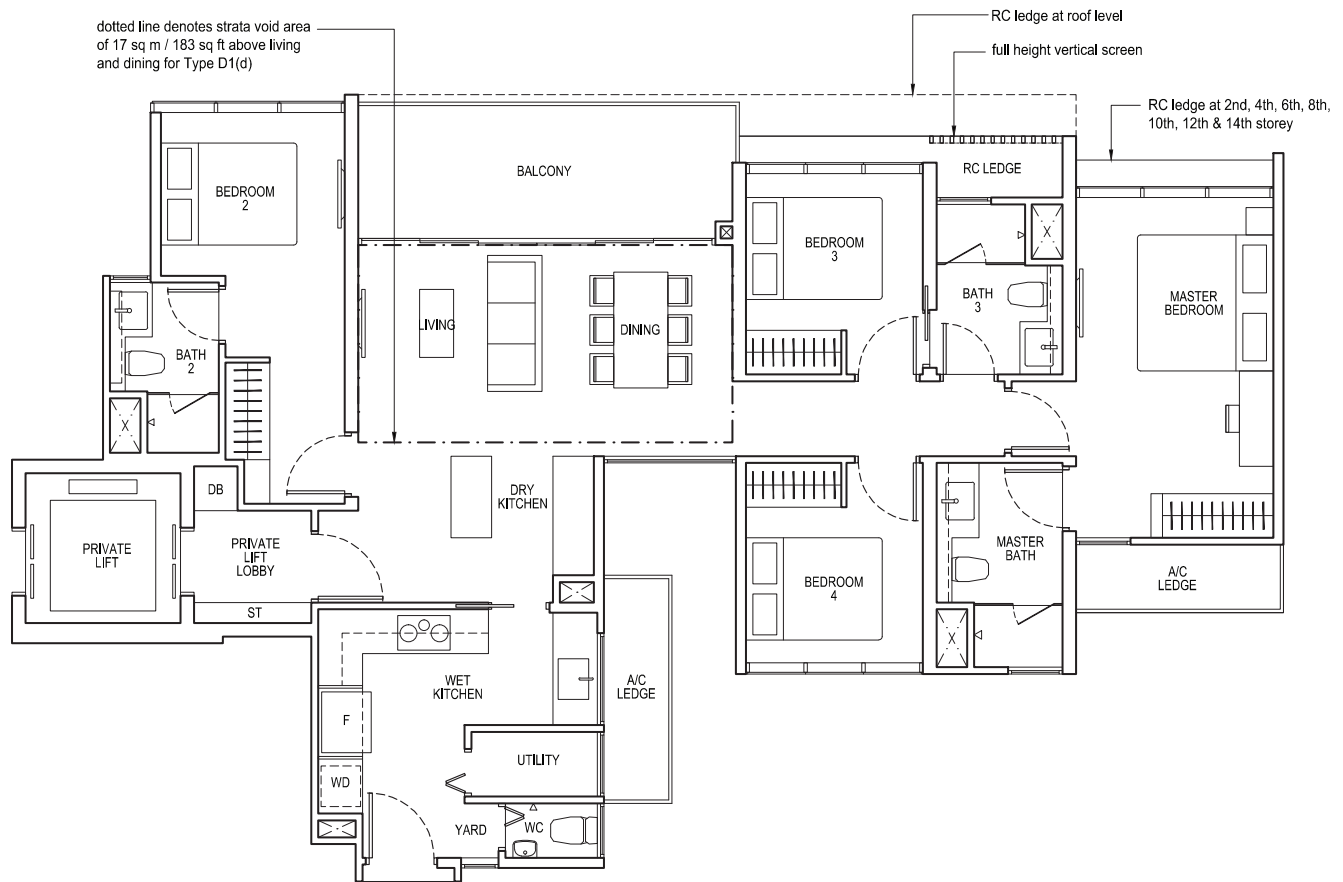 dotted line denotes strata void area
of 17 sq m / 183 sq ft above living
and dining for Type D1(d)
RC ledge at roof level
full height vertical screen
RC ledge at 2nd, 4th, 6th, 8th,
10th, 12th & 14th storey
BEDROOM
2
BALCONY
RC LEDGE
BEDROOM
3
BATH
3
MASTER
BEDROOM
LIVING
DINING
BATH
2
X
X
DB
DRY
KITCHEN
PRIVATE
LIFT
PRIVATE
LIFT
LOBBY
ST
BEDROOM
4
MASTER
BATH
A/C
LEDGE
X
WET
KITCHEN
A/C
LEDGE
F
WD
UTILITY
YARD
WC